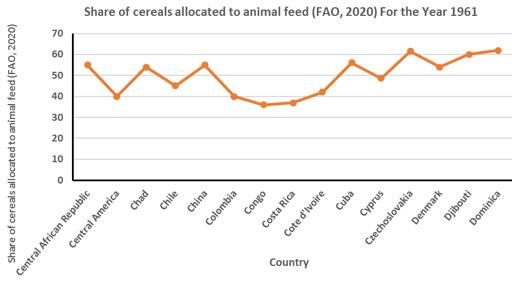 Share of cereals allocated to animal feed (FAO, 2020) For the Year 1961
Share of cereals allocated to animal feed (FAO, 2020)
70
60
50
40
30
20
10
0
Central African Republic
Central America
Chad
Chile
China
Colombia
Congo
Costa Rica
Cote d'Ivoire
Cuba
Cyprus
Czechoslovakia
Denmark
Djibouti
Dominica
Country